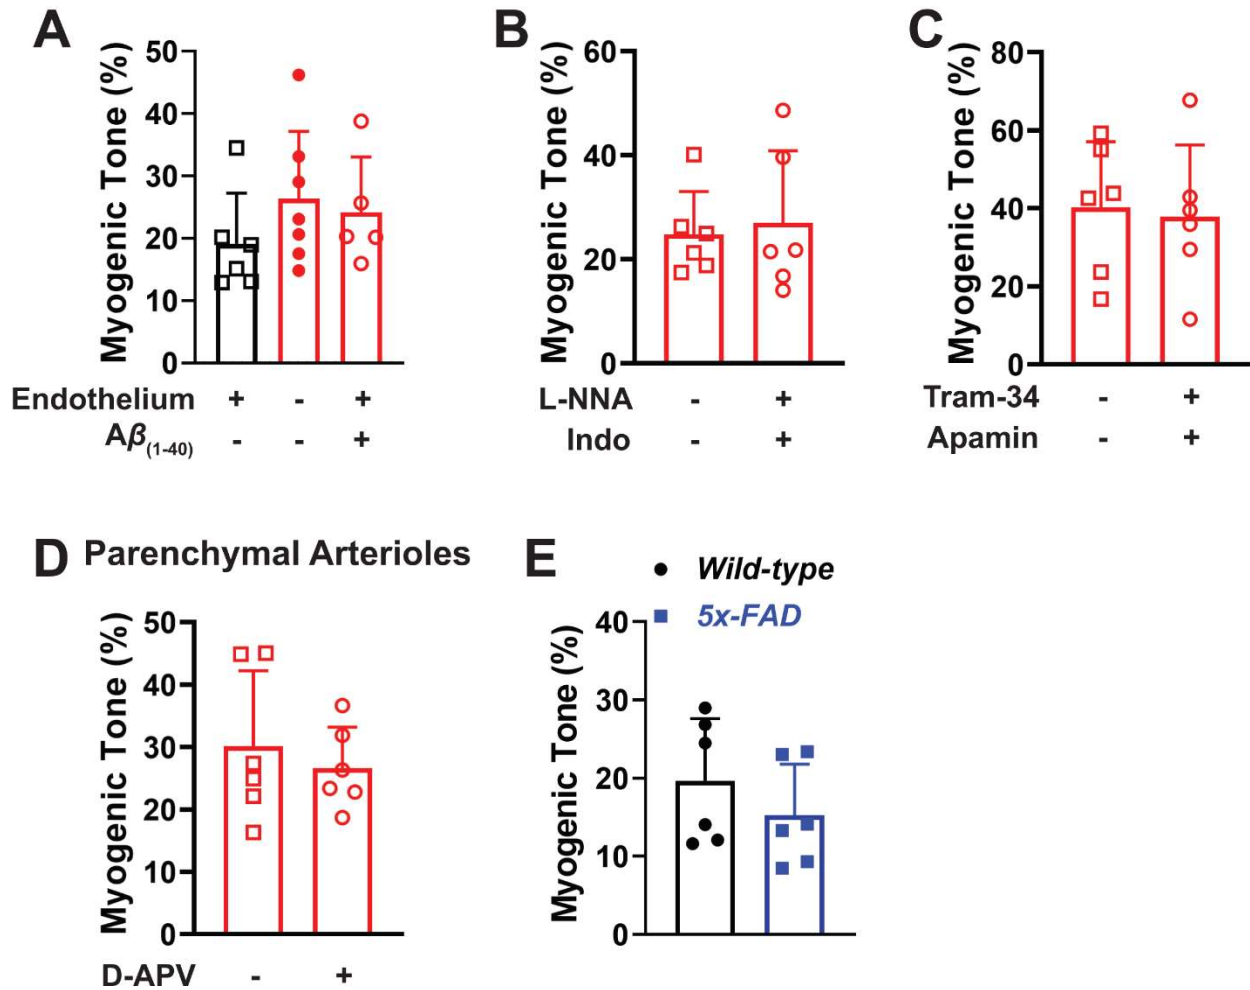 A
Myogenic Tone (%)
50
40
30
20
10
0
Endothelium + - +
Aβ(1-40) - - +
B
Myogenic Tone (%)
60
40
20
0
L-NNA - +
Indo - +
C
Myogenic Tone (%)
80
60
40
20
0
Tram-34 - +
Apamin - +
D Parenchymal Arterioles
Myogenic Tone (%)
50
40
30
20
10
0
D-APV - +
E
Wild-type
5x-FAD
Myogenic Tone (%)
40
30
20
10
0